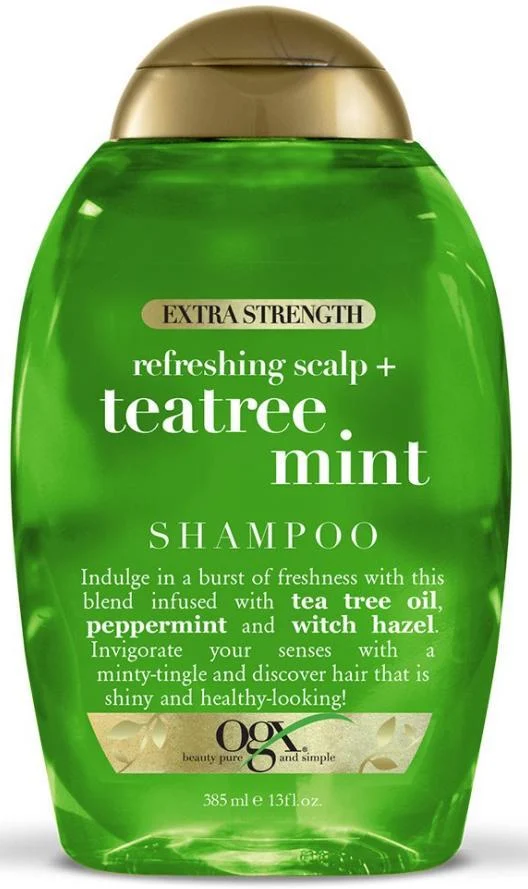 EXTRA STRENGTH
refreshing scalp +
teatree
mint
SHAMPOO
Indulge in a burst of freshness with this
blend infused with tea tree oil,
peppermint and witch hazel.
Invigorate your senses with a
minty-tingle and discover hair that is
shiny and healthy-looking!
ogx®
beauty pure and simple
385 ml e 13fl.oz.